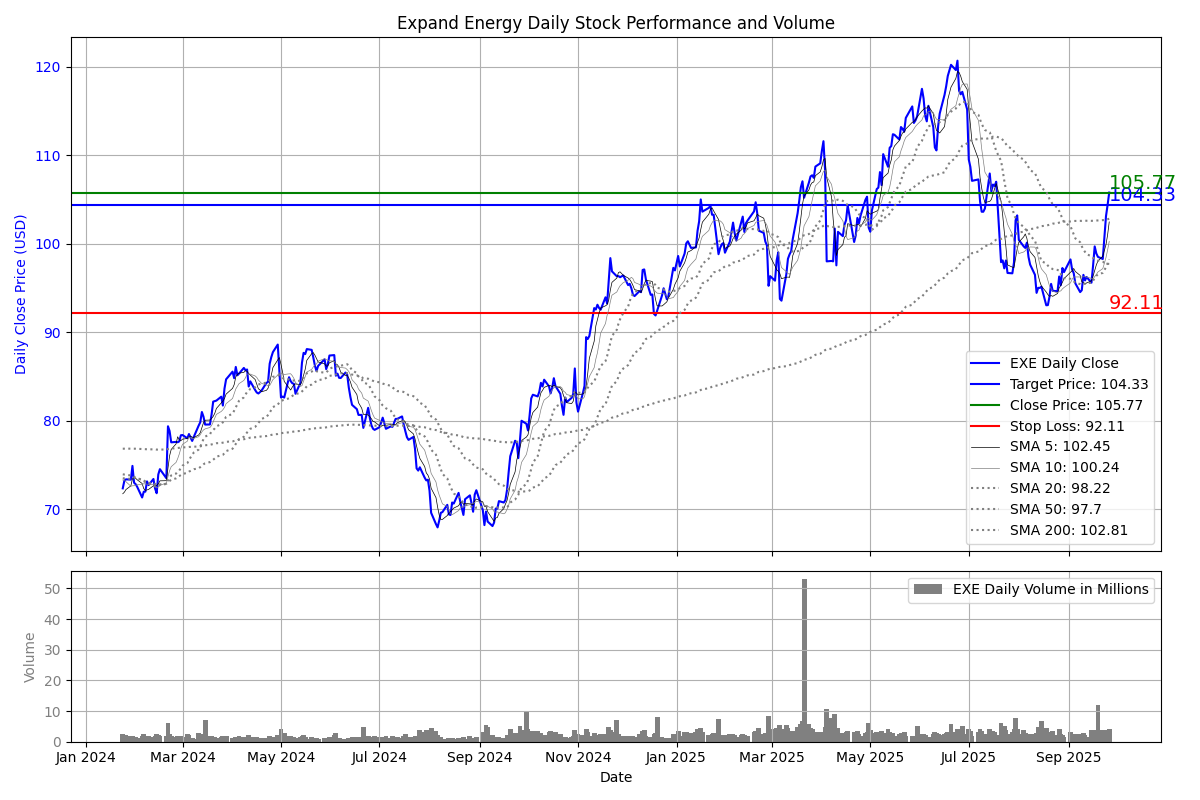 Expand Energy Daily Stock Performance and Volume
Daily Close Price (USD)
120
110
100
90
80
70
105.77
104.33
92.11
EXE Daily Close
Target Price: 104.33
Close Price: 105.77
Stop Loss: 92.11
SMA 5: 102.45
SMA 10: 100.24
SMA 20: 98.22
SMA 50: 97.7
SMA 200: 102.81
Volume
50
40
30
20
10
0
EXE Daily Volume in Millions
Jan 2024 Mar 2024 May 2024 Jul 2024 Sep 2024 Nov 2024 Jan 2025 Mar 2025 May 2025 Jul 2025 Sep 2025
Date